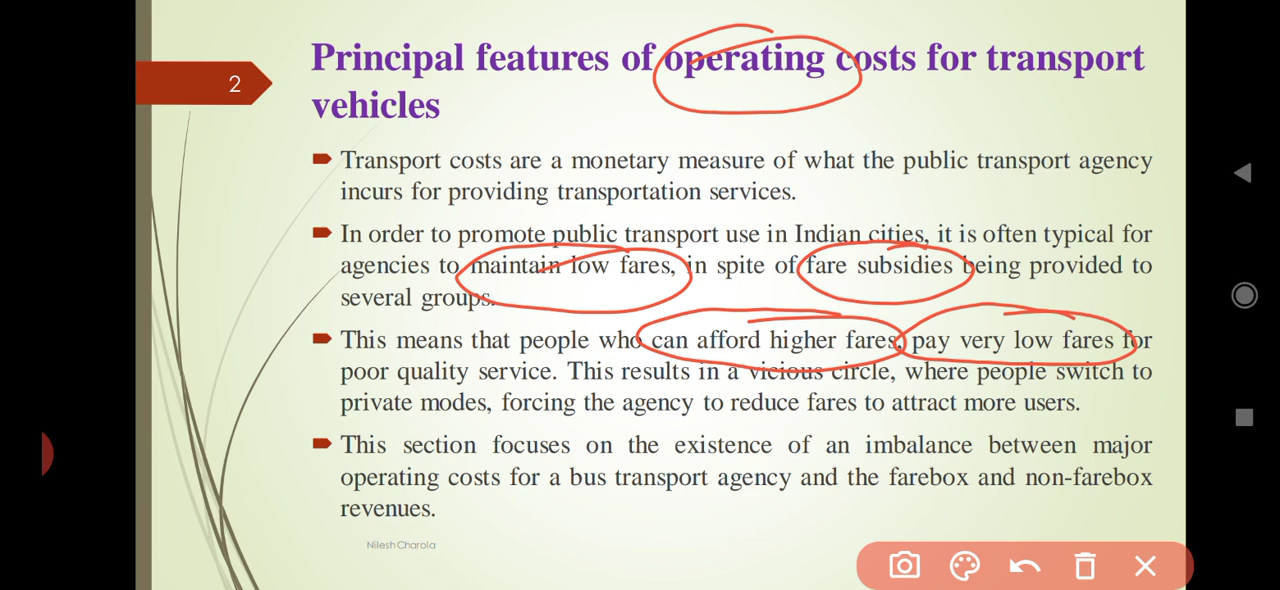 2
Principal features of operating costs for transport
vehicles
Transport costs are a monetary measure of what the public transport agency
incurs for providing transportation services.
In order to promote public transport use in Indian cities, it is often typical for
agencies to maintain low fares, in spite of fare subsidies being provided to
several groups.
This means that people who can afford higher fares, pay very low fares for
poor quality service. This results in a vicious circle, where people switch to
private modes, forcing the agency to reduce fares to attract more users.
This section focuses on the existence of an imbalance between major
operating costs for a bus transport agency and the farebox and non-farebox
revenues.
Nilesh Charola